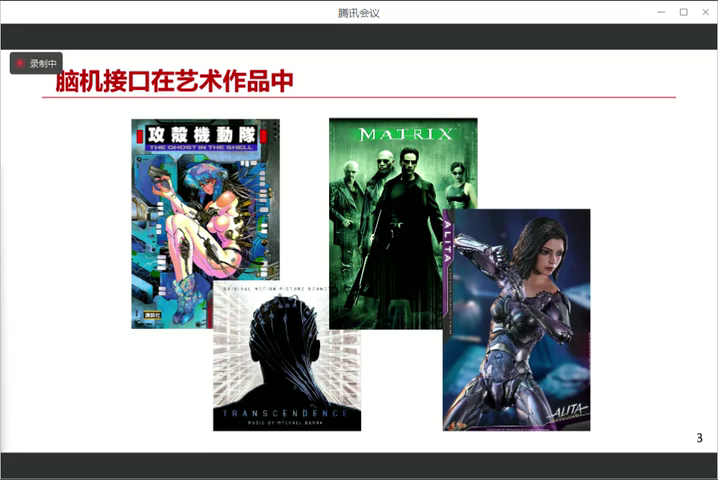 腾讯会议
录制中
脑机接口在艺术作品中
攻殻機動隊
THE GHOST IN THE SHELL
講談社
MATRIX
ORIGINAL MOTION PICTURE SOUND
TRANSCENDENCE
MUSIC BY MYCHAEL DANNA
ALITA
ALITA
3